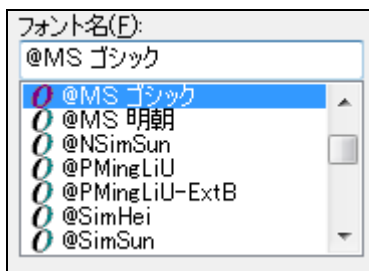 フォント名(F):
@MS ゴシック
@MS ゴシック
@MS 明朝
@NSimSun
@PMingLiU
@PMingLiU-ExtB
@SimHei
@SimSun